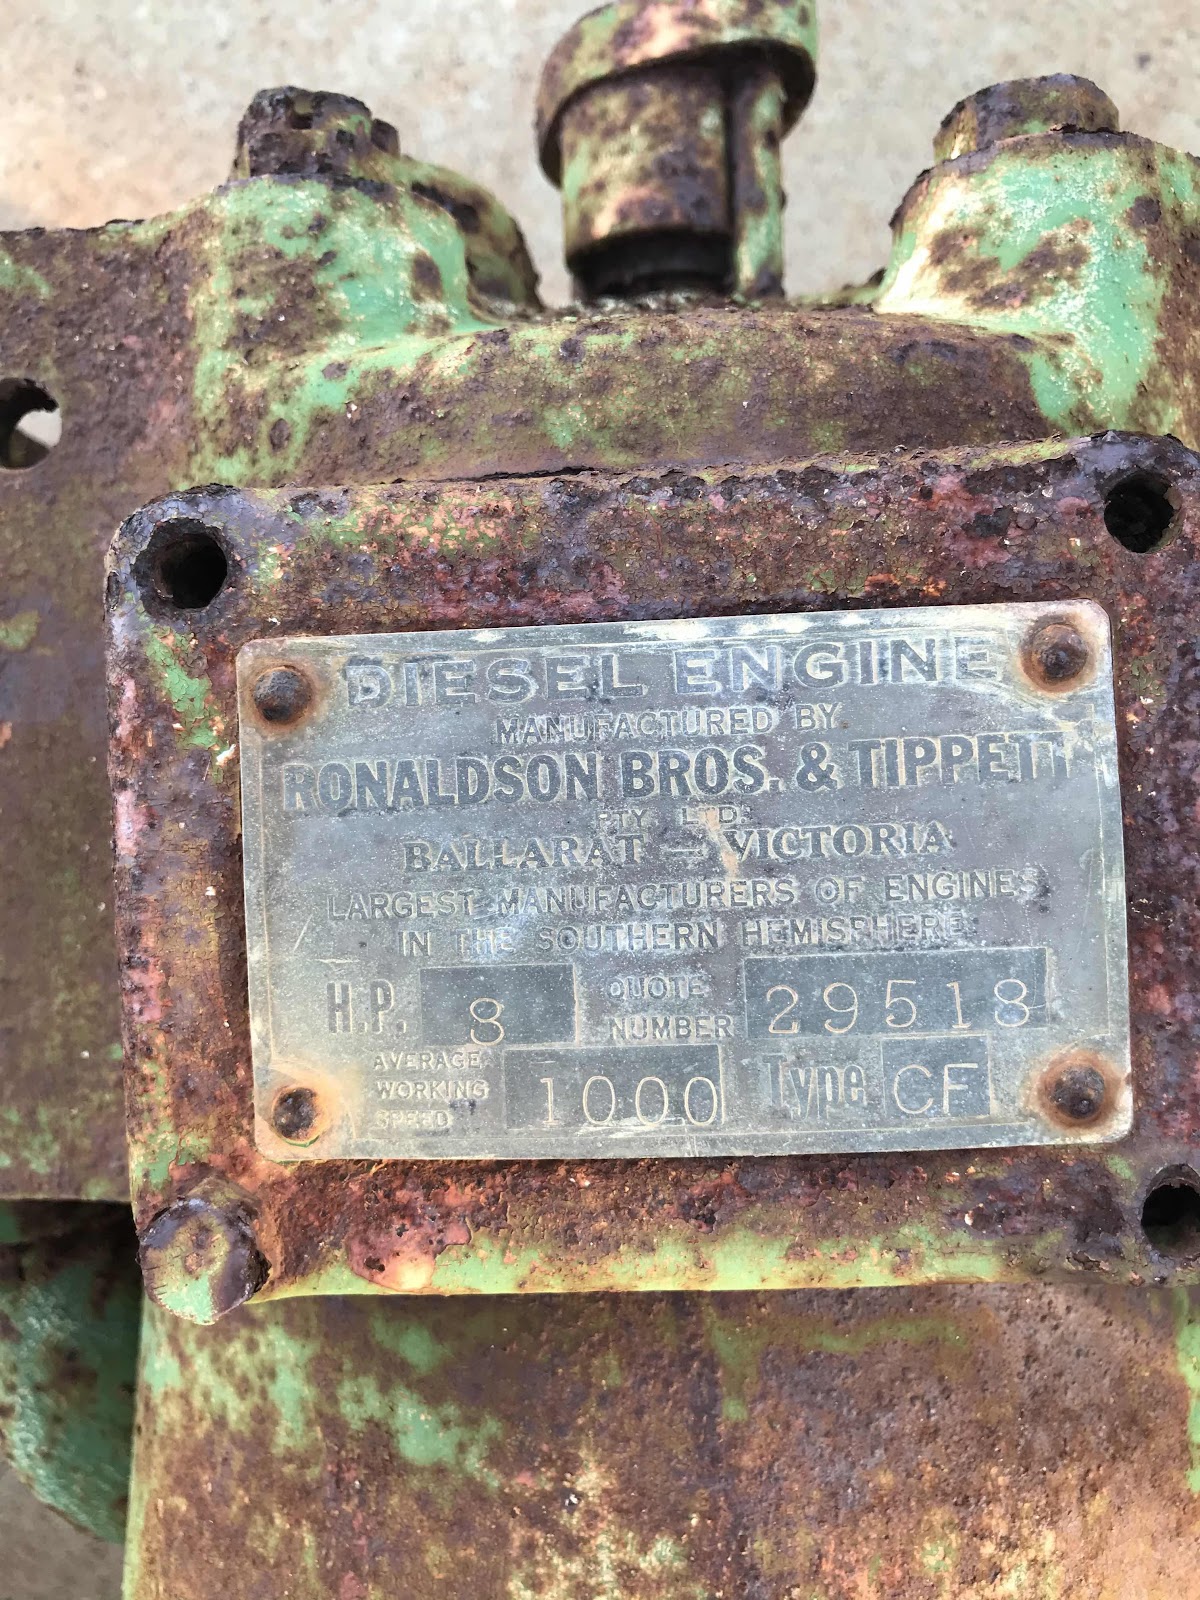 DIESEL ENGINE
MANUFACTURED BY
RONALDSON BROS. & TIPPETT
PTY LTD.
BALLARAT — VICTORIA
LARGEST MANUFACTURERS OF ENGINES
IN THE SOUTHERN HEMISPHERE
H.P. 8 QUOTE NUMBER 29518
AVERAGE WORKING SPEED 1000 Type CF